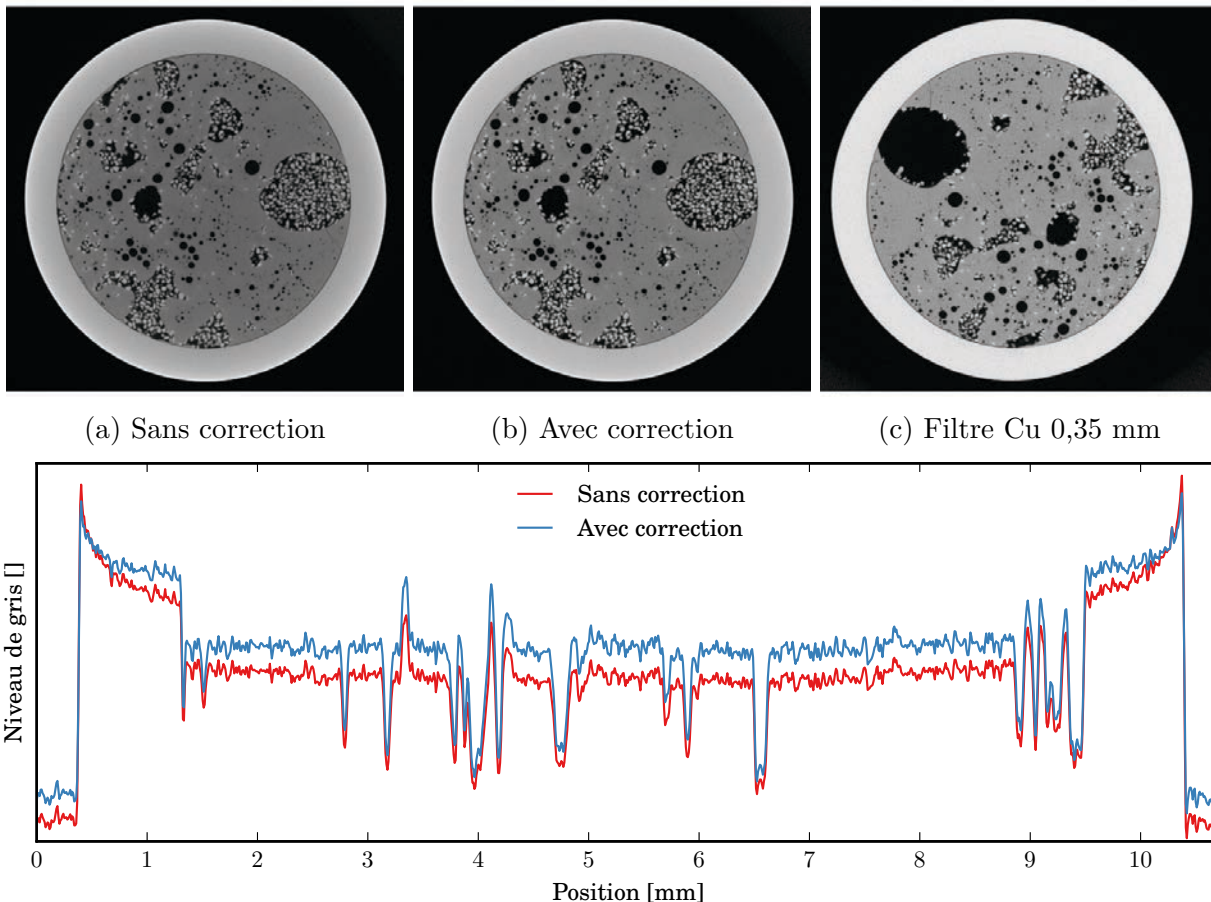 (a) Sans correction
(b) Avec correction
(c) Filtre Cu 0,35 mm
Sans correction
Avec correction
Niveau de gris []
0 1 2 3 4 5 6 7 8 9 10
Position [mm]